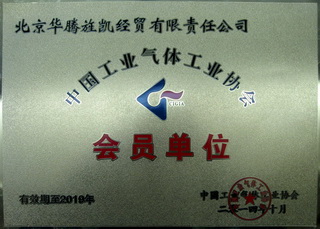 北京华腾旌凯经贸有限责任公司
中国工业气体工业协会
CIGIA
会员单位
有效期至2019年
中国工业气体工业协会
二〇一四年十月